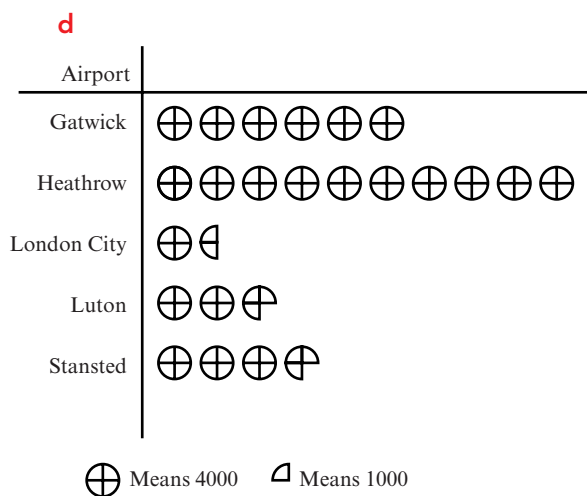 d
Airport
Gatwick
Heathrow
London City
Luton
Stansted
Means 4000 Means 1000